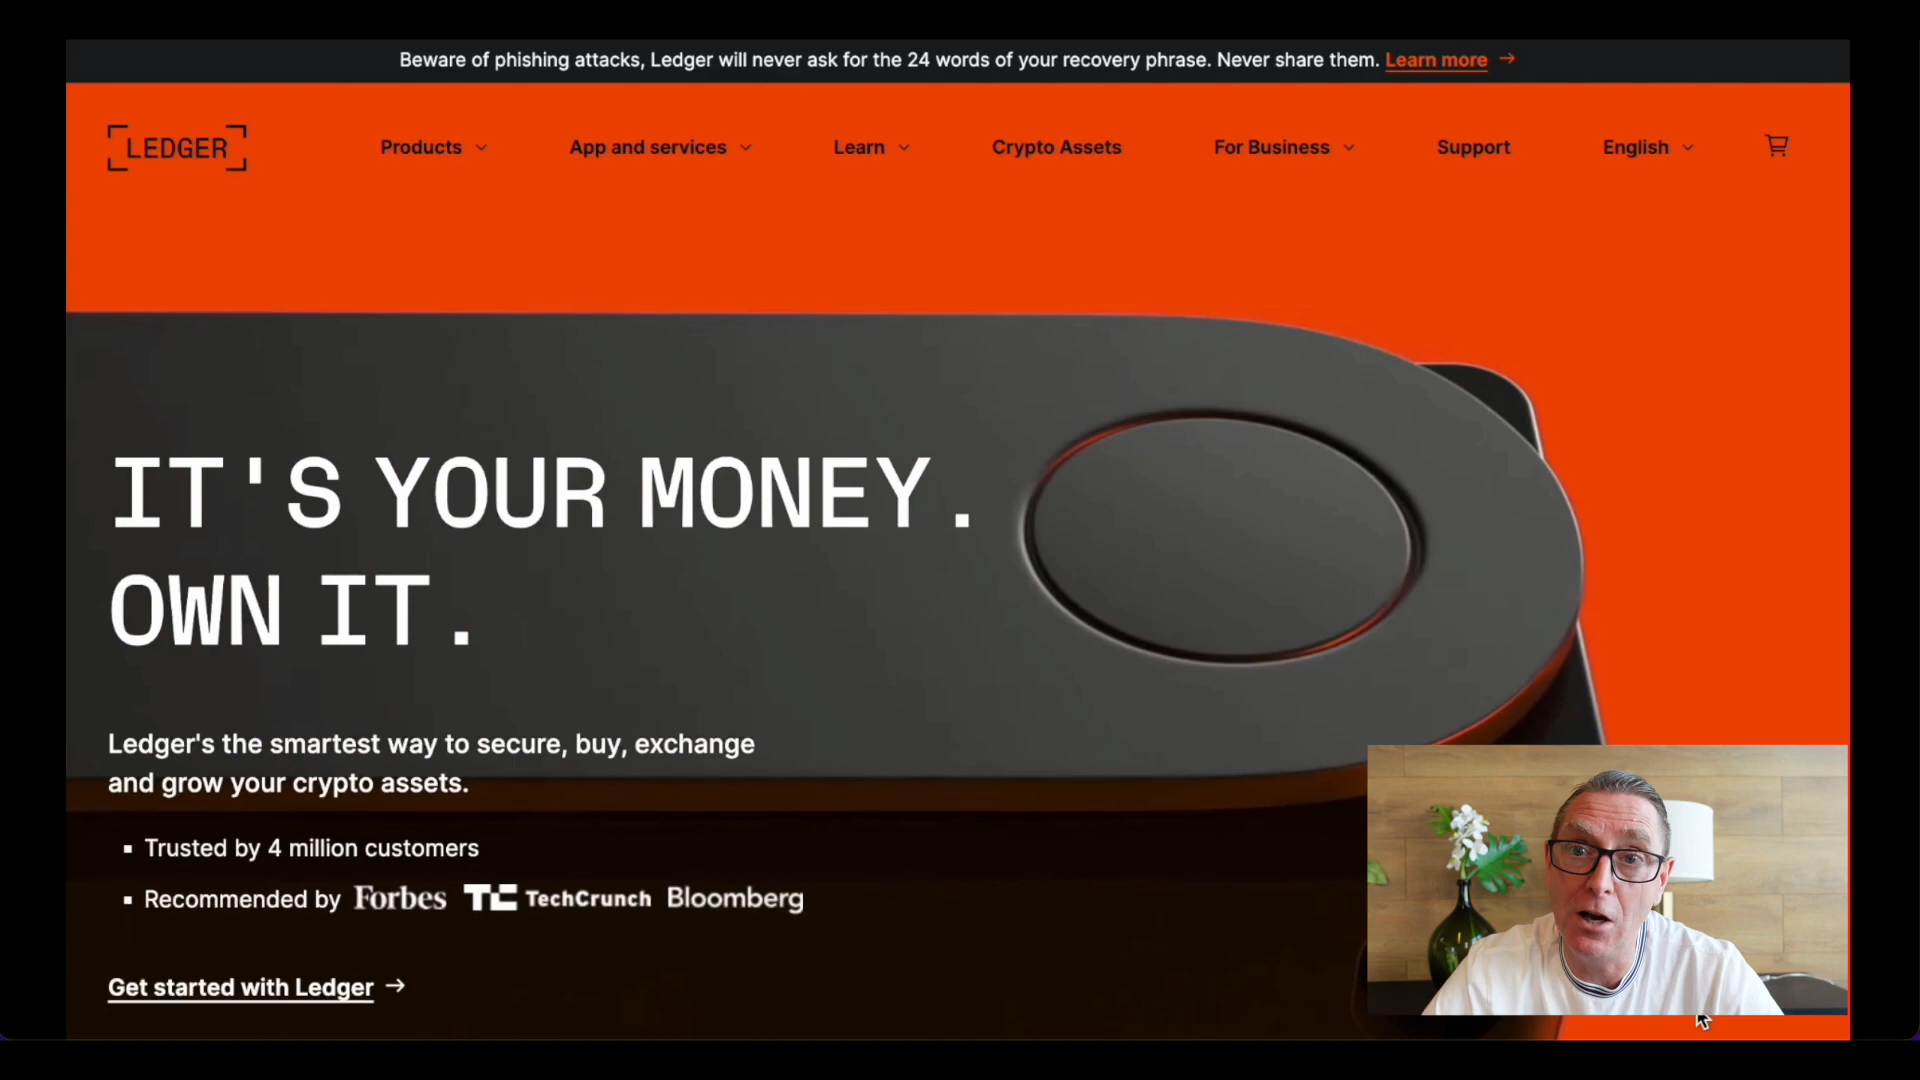 Beware of phishing attacks, Ledger will never ask for the 24 words of your recovery phrase. Never share them. Learn more →
LEDGER Products App and services Learn Crypto Assets For Business Support English
IT'S YOUR MONEY.
OWN IT.
Ledger's the smartest way to secure, buy, exchange
and grow your crypto assets.
▪ Trusted by 4 million customers
▪ Recommended by Forbes TC TechCrunch Bloomberg
Get started with Ledger →